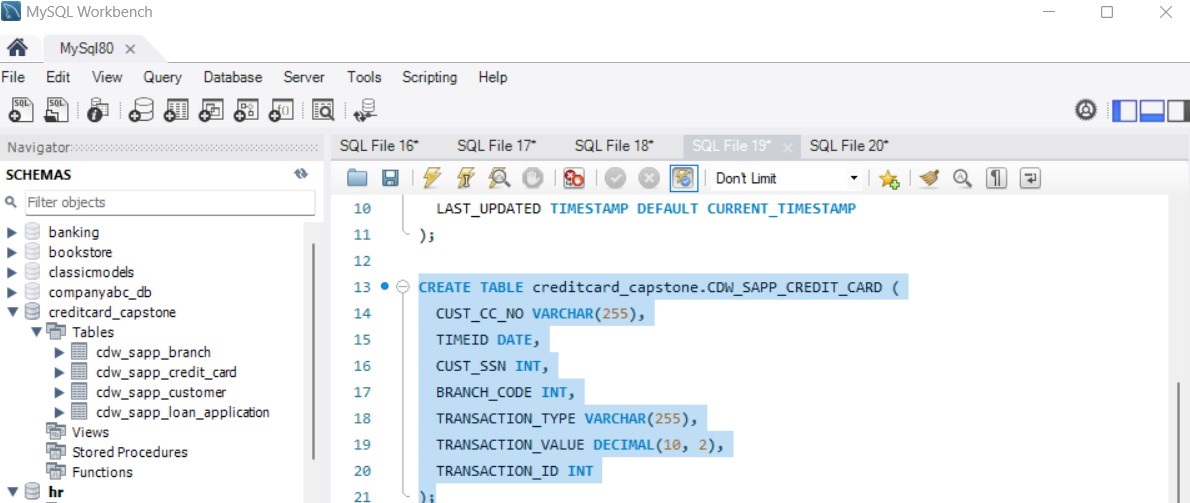 MySQL Workbench
MySql80
File Edit View Query Database Server Tools Scripting Help
Navigator
SQL File 16* SQL File 17* SQL File 18* SQL File 19* SQL File 20*
SCHEMAS
Don't Limit
Filter objects
banking
bookstore
classicmodels
companyabc_db
creditcard_capstone
Tables
cdw_sapp_branch
cdw_sapp_credit_card
cdw_sapp_customer
cdw_sapp_loan_application
Views
Stored Procedures
Functions
hr
10 LAST_UPDATED TIMESTAMP DEFAULT CURRENT_TIMESTAMP
11 );
12
13 CREATE TABLE creditcard_capstone.CDW_SAPP_CREDIT_CARD (
14 CUST_CC_NO VARCHAR(255),
15 TIMEID DATE,
16 CUST_SSN INT,
17 BRANCH_CODE INT,
18 TRANSACTION_TYPE VARCHAR(255),
19 TRANSACTION_VALUE DECIMAL(10, 2),
20 TRANSACTION_ID INT
21 );